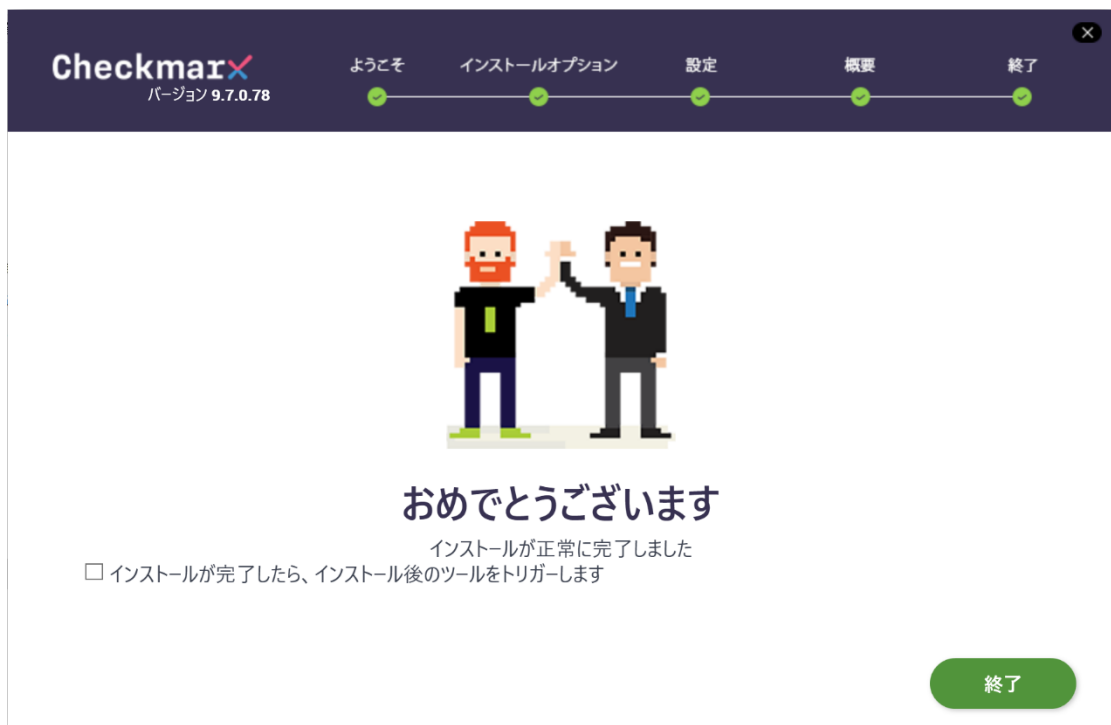 Checkmarx
バージョン 9.7.0.78
ようこそ
インストールオプション
設定
概要
終了
おめでとうございます
インストールが正常に完了しました
インストールが完了したら、インストール後のツールをトリガーします
終了